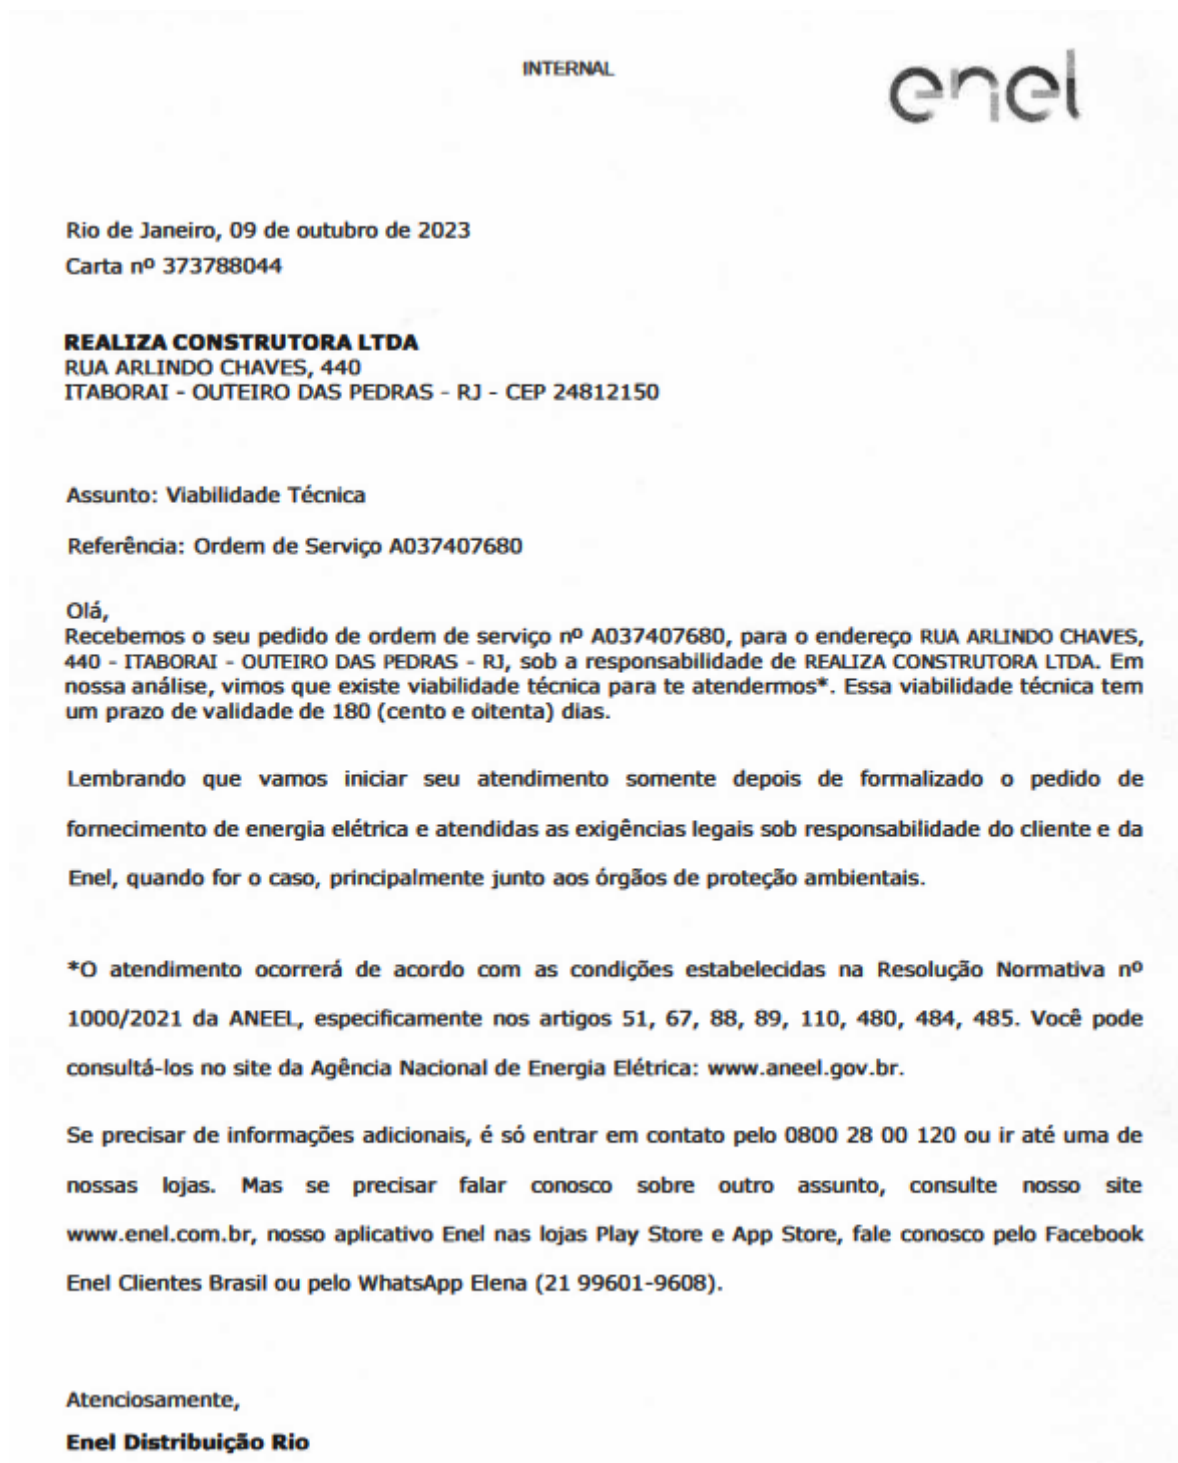 INTERNAL
enel
Rio de Janeiro, 09 de outubro de 2023
Carta nº 373788044
REALIZA CONSTRUTORA LTDA
RUA ARLINDO CHAVES, 440
ITABORAI - OUTEIRO DAS PEDRAS - RJ - CEP 24812150
Assunto: Viabilidade Técnica
Referência: Ordem de Serviço A037407680
Olá,
Recebemos o seu pedido de ordem de serviço nº A037407680, para o endereço RUA ARLINDO CHAVES,
440 - ITABORAI - OUTEIRO DAS PEDRAS - RJ, sob a responsabilidade de REALIZA CONSTRUTORA LTDA. Em
nossa análise, vimos que existe viabilidade técnica para te atendermos*. Essa viabilidade técnica tem
um prazo de validade de 180 (cento e oitenta) dias.
Lembrando que vamos iniciar seu atendimento somente depois de formalizado o pedido de
fornecimento de energia elétrica e atendidas as exigências legais sob responsabilidade do cliente e da
Enel, quando for o caso, principalmente junto aos órgãos de proteção ambientais.
*O atendimento ocorrerá de acordo com as condições estabelecidas na Resolução Normativa nº
1000/2021 da ANEEL, especificamente nos artigos 51, 67, 88, 89, 110, 480, 484, 485. Você pode
consultá-los no site da Agência Nacional de Energia Elétrica: www.aneel.gov.br.
Se precisar de informações adicionais, é só entrar em contato pelo 0800 28 00 120 ou ir até uma de
nossas lojas. Mas se precisar falar conosco sobre outro assunto, consulte nosso site
www.enel.com.br, nosso aplicativo Enel nas lojas Play Store e App Store, fale conosco pelo Facebook
Enel Clientes Brasil ou pelo WhatsApp Elena (21 99601-9608).
Atenciosamente,
Enel Distribuição Rio